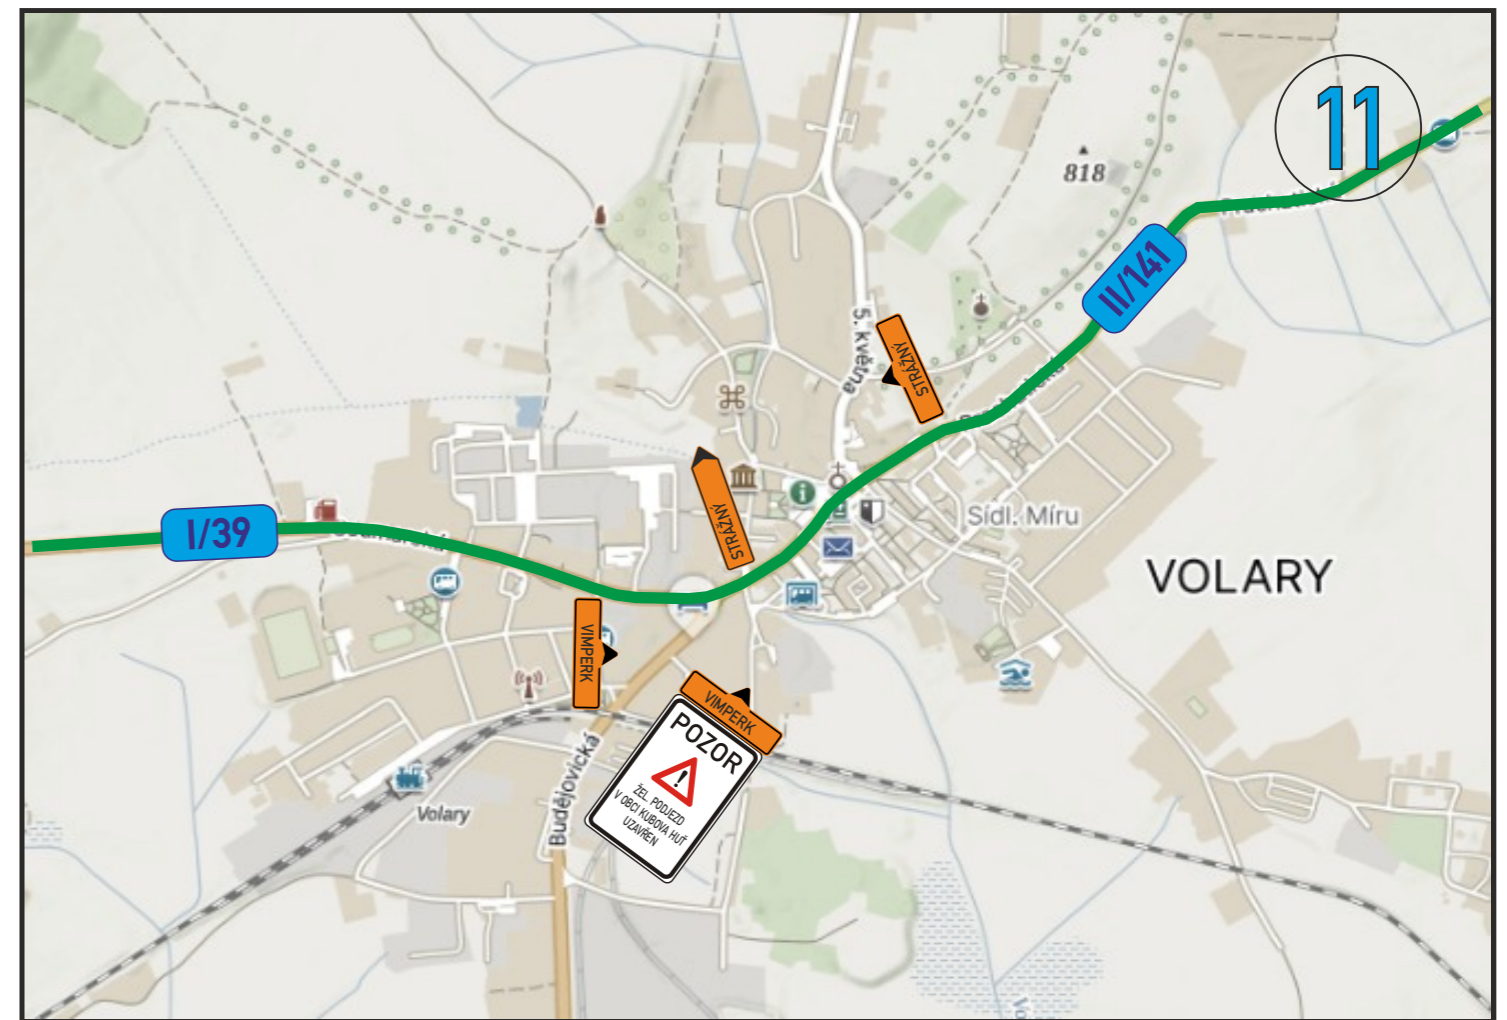 11
818
II/141
5. května
STRÁŽNÝ
STRÁŽNÝ
I/39
Sídl. Míru
VOLARY
VIMPERK
VIMPERK
POZOR
!
ŽEL. PODJEZD
V OBCI KUBOVA HUŤ
UZAVŘEN
Budějovická
Volary